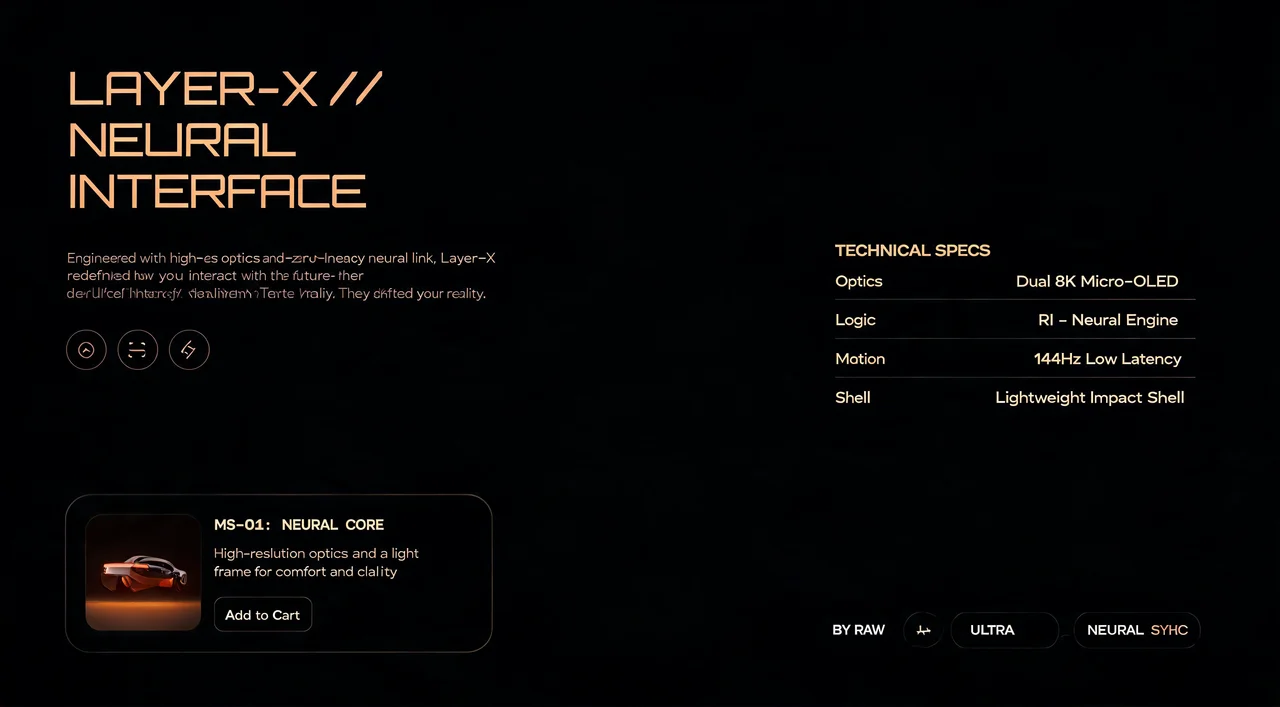 LAYER-X //
NEURAL
INTERFACE
Engineered with high-es optics and neural link, Layer-X
redefnied how you interact with the future- ther
They your reality.
TECHNICAL SPECS
Optics Dual 8K Micro-OLED
Logic RI - Neural Engine
Motion 144Hz Low Latency
Shell Lightweight Impact Shell
MS-01: NEURAL CORE
High-reslution optics and a light
frame for comfort and clality
Add to Cart
BY RAW ULTRA NEURAL SYHC